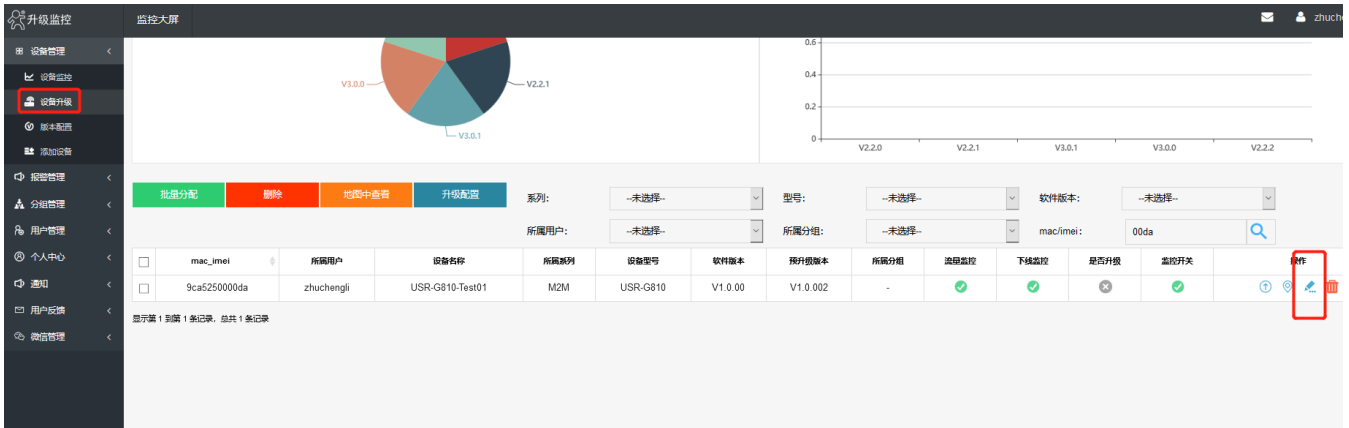 升级监控
监控大屏
zhuche
设备管理
设备监控
设备升级
版本配置
添加设备
报警管理
分组管理
用户管理
个人中心
通知
用户反馈
微信管理
V3.0.0
V2.2.1
V3.0.1
0.6
0.4
0.2
0
V2.2.0 V2.2.1 V3.0.1 V3.0.0 V2.2.2
批量分配 删除 地图中查看 升级配置
系列: --未选择-- 型号: --未选择-- 软件版本: --未选择--
所属用户: --未选择-- 所属分组: --未选择-- mac/imei: 00da
mac_imei 所属用户 设备名称 所属系列 设备型号 软件版本 预升级版本 所属分组 流量监控 下线监控 是否升级 监控开关 操作
9ca5250000da zhuchengli USR-G810-Test01 M2M USR-G810 V1.0.00 V1.0.002 -
显示第 1 到第 1 条记录，总共 1 条记录